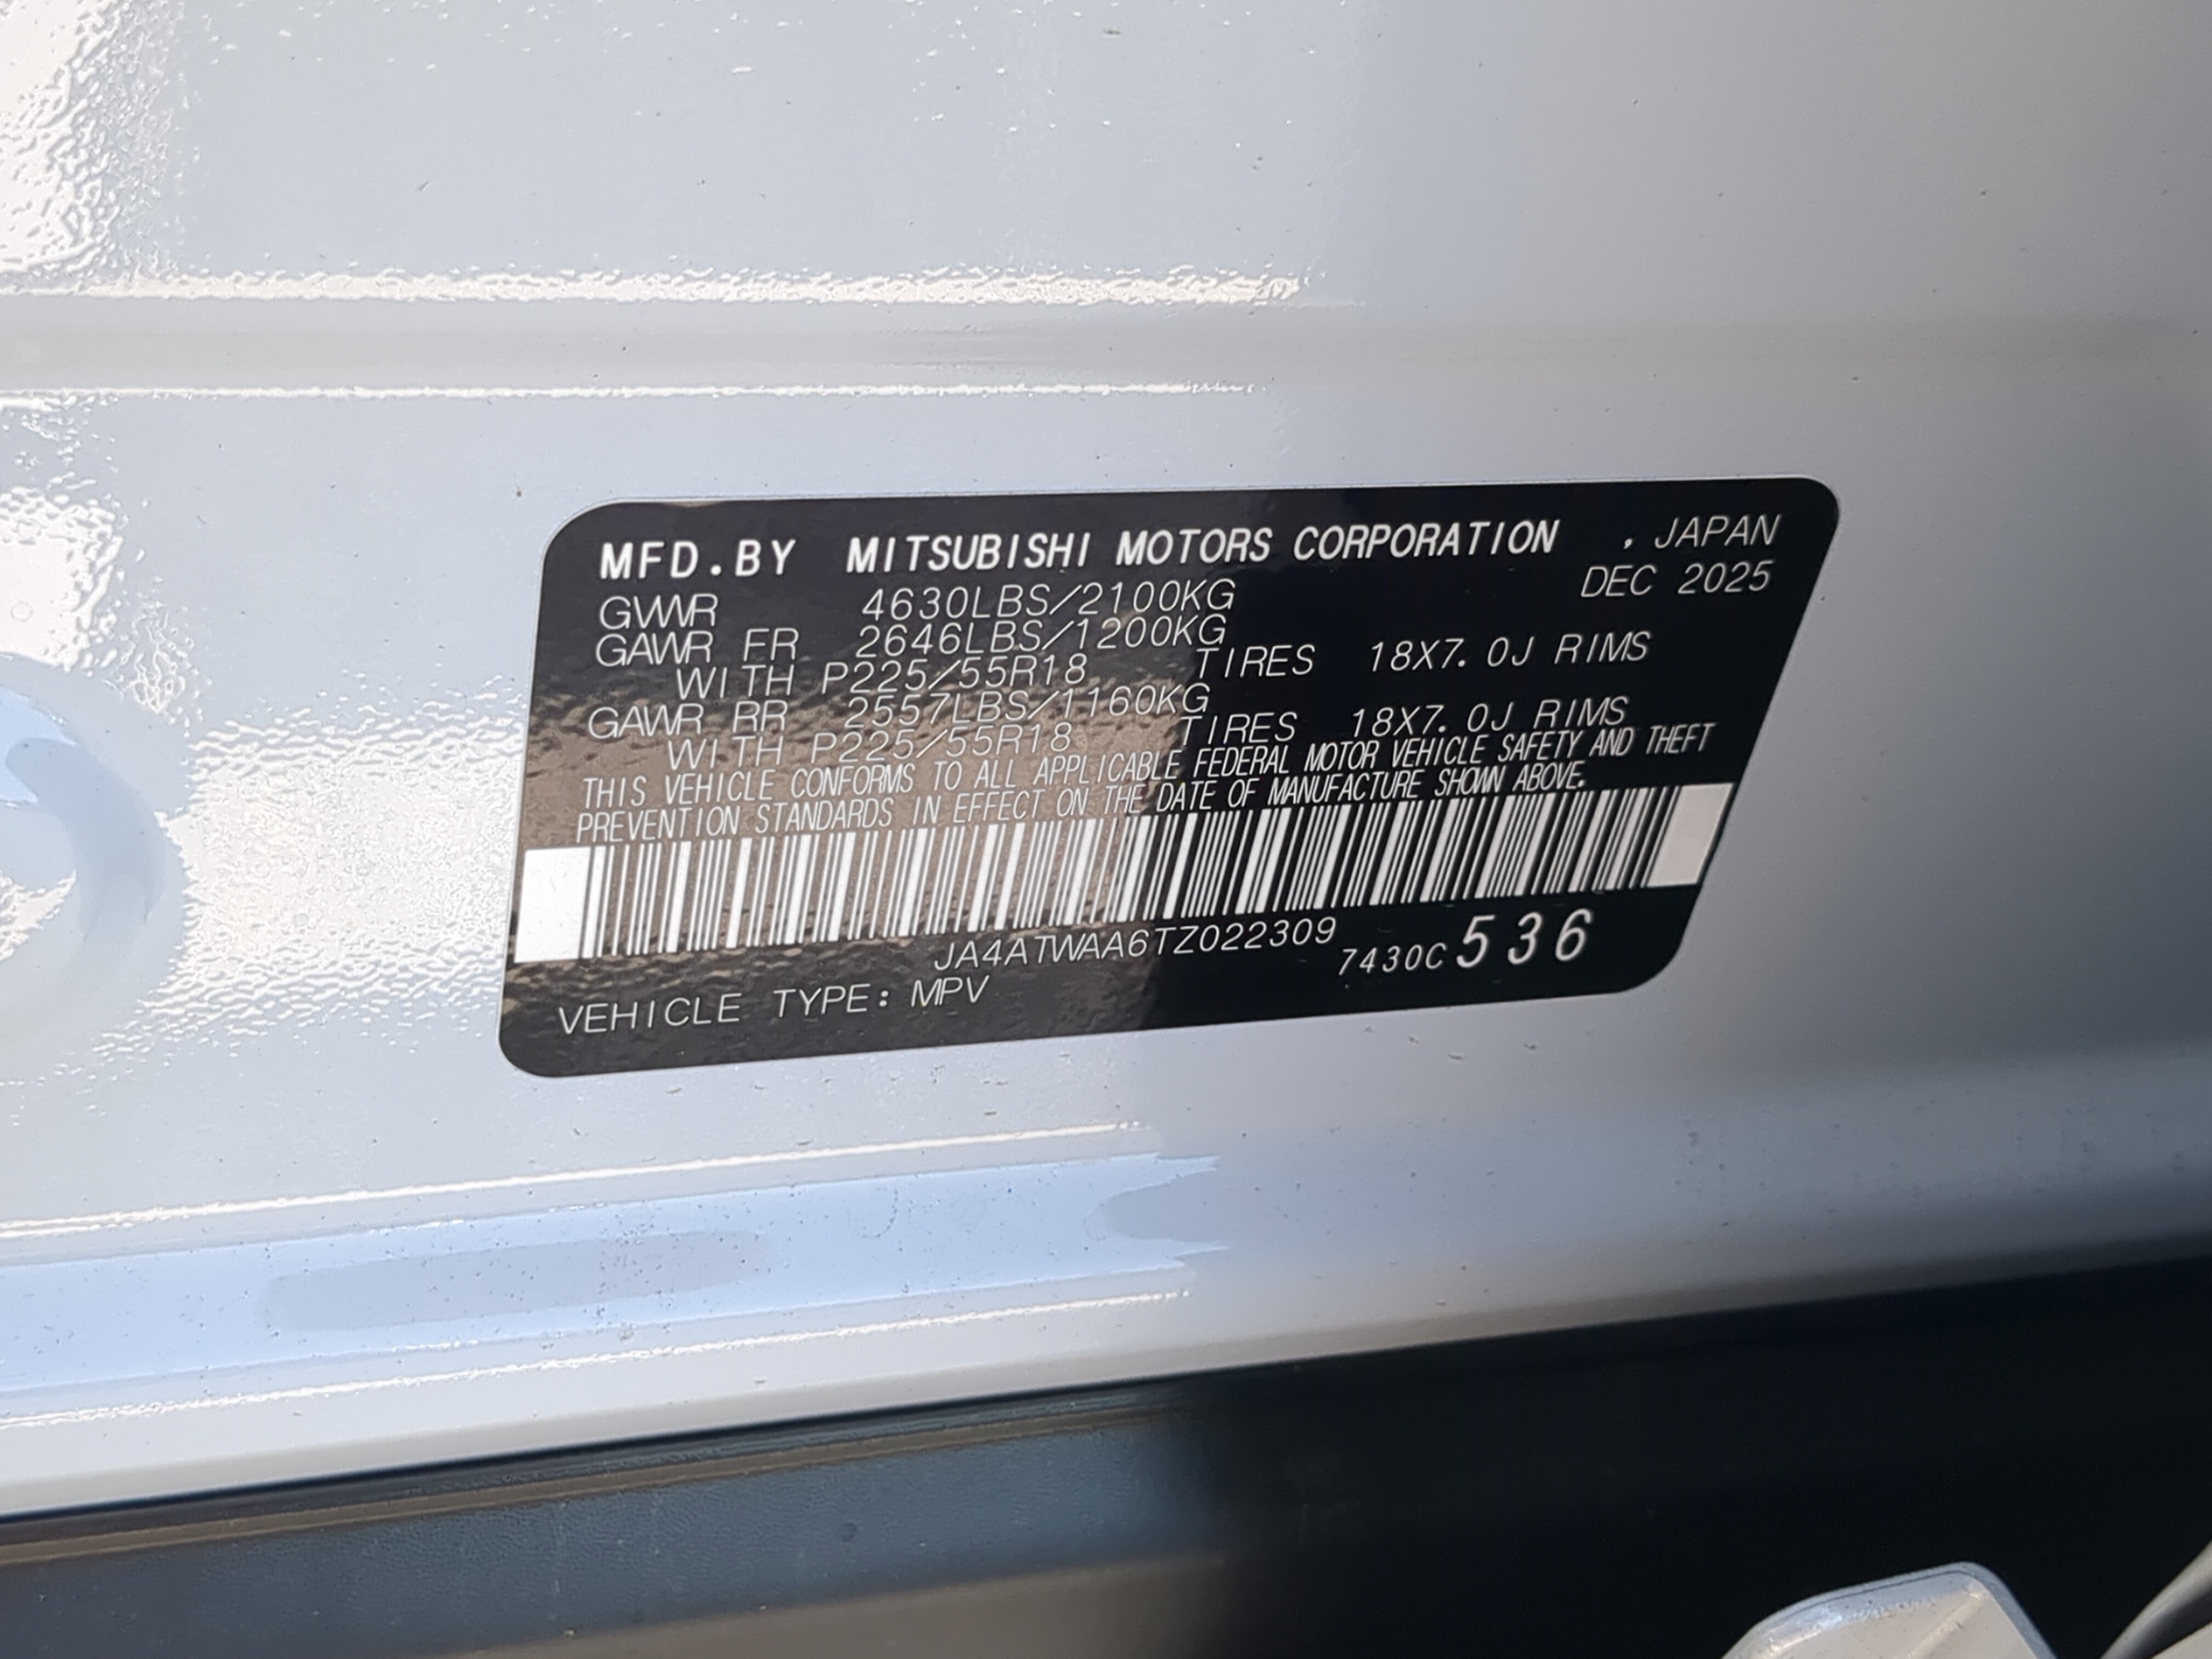 MFD.BY MITSUBISHI MOTORS CORPORATION , JAPAN
DEC 2025
GVWR 4630LBS/2100KG
GAWR FR 2646LBS/1200KG
WITH P225/55R18 TIRES 18X7.0J RIMS
GAWR RR 2557LBS/1160KG
WITH P225/55R18 TIRES 18X7.0J RIMS
THIS VEHICLE CONFORMS TO ALL APPLICABLE FEDERAL MOTOR VEHICLE SAFETY AND THEFT
PREVENTION STANDARDS IN EFFECT ON THE DATE OF MANUFACTURE SHOWN ABOVE.
JA4ATWAA6TZ022309 7430C 536
VEHICLE TYPE: MPV